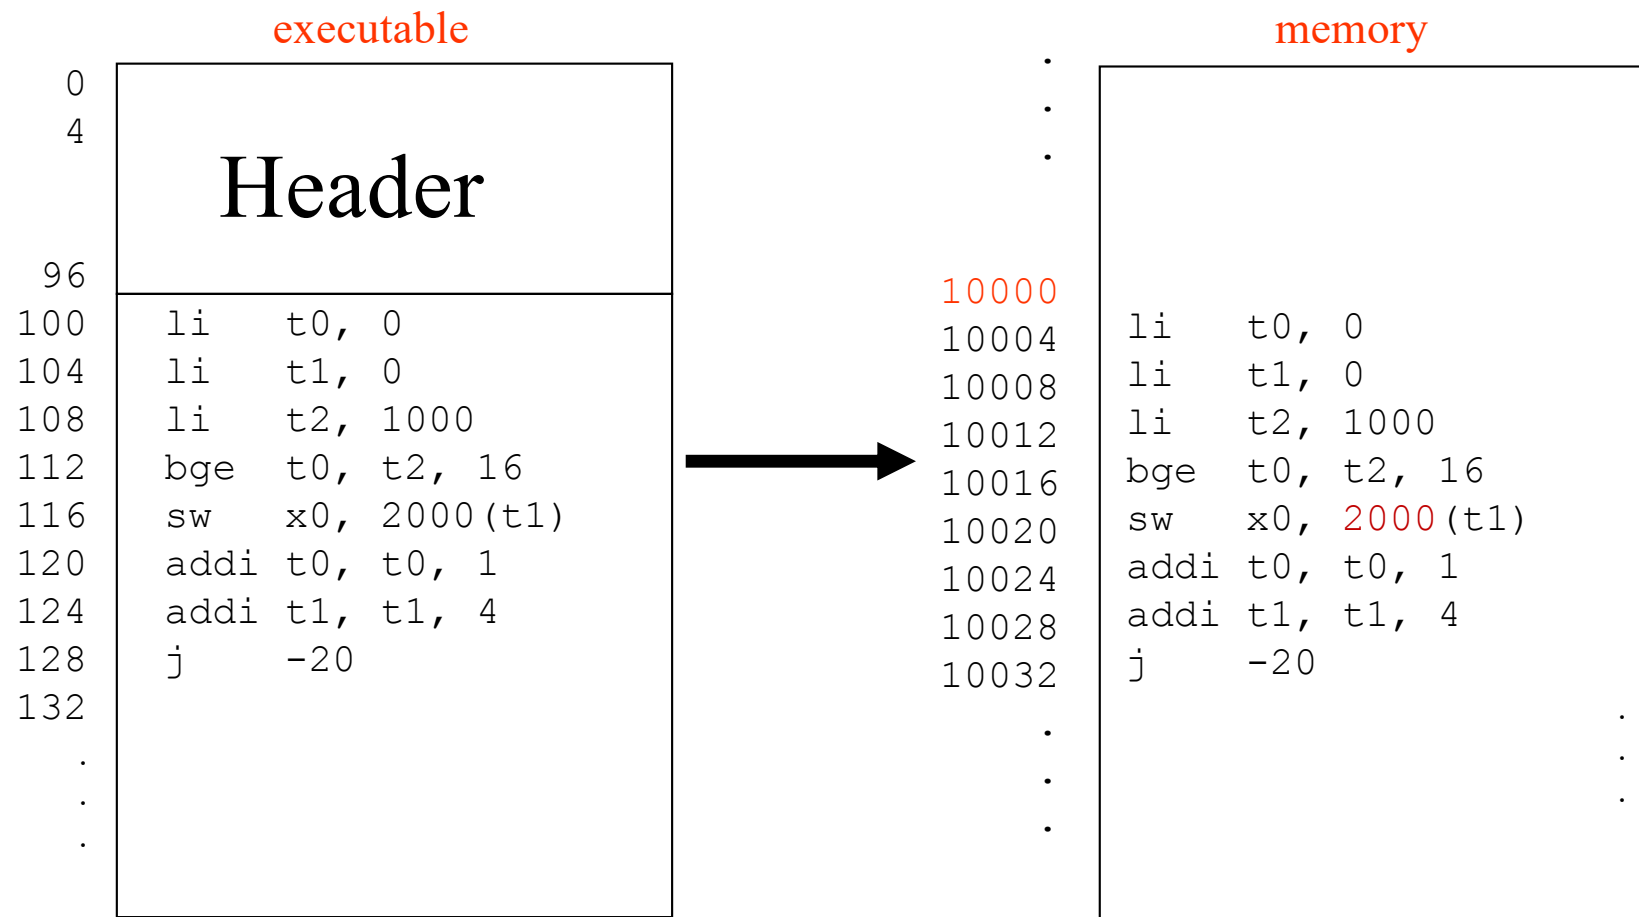 executable
0
4
Header
96
100 li t0, 0
104 li t1, 0
108 li t2, 1000
112 bge t0, t2, 16
116 sw x0, 2000(t1)
120 addi t0, t0, 1
124 addi t1, t1, 4
128 j -20
132
.
.
.
memory
.
.
.
10000
10004 li t0, 0
10008 li t1, 0
10012 li t2, 1000
10016 bge t0, t2, 16
10020 sw x0, 2000(t1)
10024 addi t0, t0, 1
10028 addi t1, t1, 4
10032 j -20
.
.
.
.
.
.